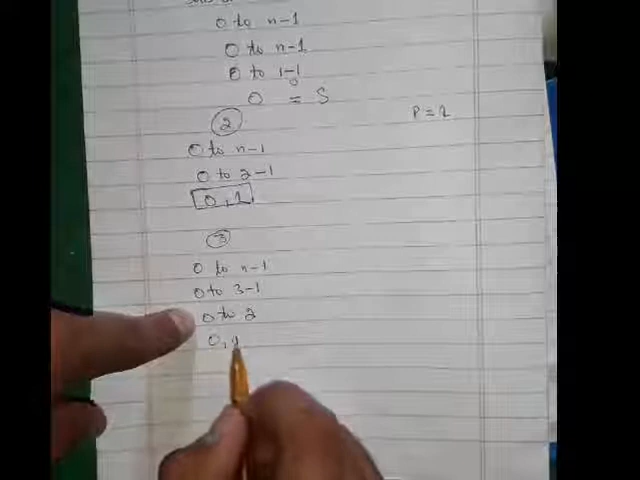 0 to n-1
0 to n-1
0 to 1-1
0 = S
2
P = 2
0 to n-1
0 to 2-1
0, 1
3
0 to n-1
0 to 3-1
0 to 2
0, 1